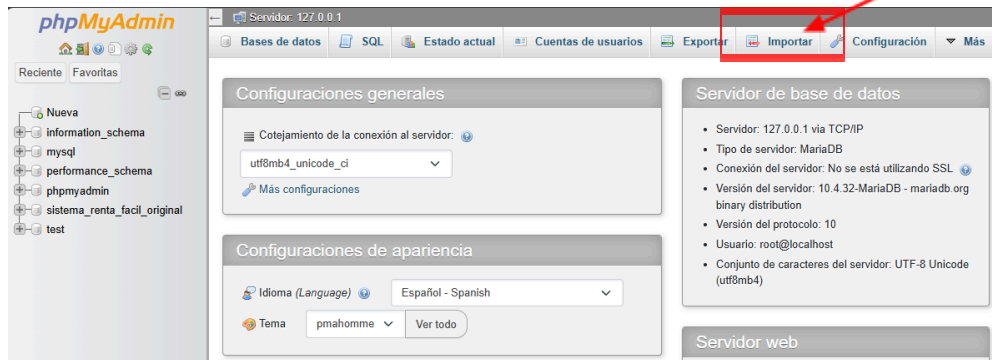 phpMyAdmin
Reciente Favoritas
Nueva
information_schema
mysql
performance_schema
phpmyadmin
sistema_renta_facil_original
test
Servidor: 127.0.0.1
Bases de datos SQL Estado actual Cuentas de usuarios Exportar Importar Configuración Más
Configuraciones generales
Cotejamiento de la conexión al servidor:
utf8mb4_unicode_ci
Más configuraciones
Configuraciones de apariencia
Idioma (Language) Español - Spanish
Tema pmahomme Ver todo
Servidor de base de datos
• Servidor: 127.0.0.1 via TCP/IP
• Tipo de servidor: MariaDB
• Conexión del servidor: No se está utilizando SSL
• Versión del servidor: 10.4.32-MariaDB - mariadb.org
binary distribution
• Versión del protocolo: 10
• Usuario: root@localhost
• Conjunto de caracteres del servidor: UTF-8 Unicode
(utf8mb4)
Servidor web